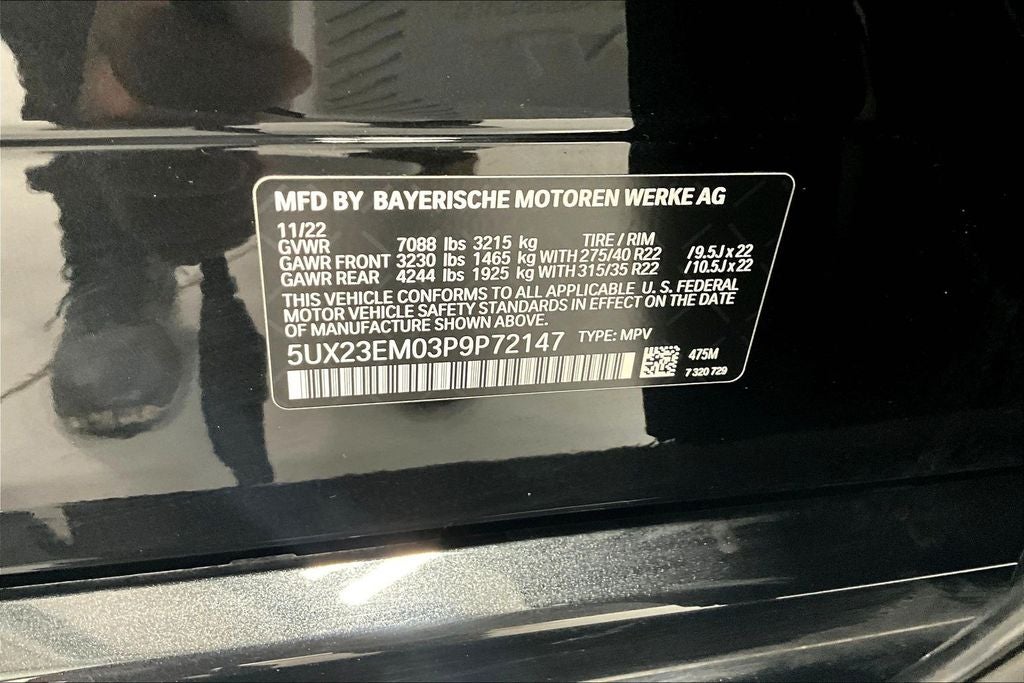 MFD BY BAYERISCHE MOTOREN WERKE AG
11/22
GVWR 7088 lbs 3215 kg TIRE / RIM
GAWR FRONT 3230 lbs 1465 kg WITH 275/40 R22 / 9.5J x 22
GAWR REAR 4244 lbs 1925 kg WITH 315/35 R22 / 10.5J x 22
THIS VEHICLE CONFORMS TO ALL APPLICABLE U. S. FEDERAL
MOTOR VEHICLE SAFETY STANDARDS IN EFFECT ON THE DATE
OF MANUFACTURE SHOWN ABOVE.
5UX23EM03P9P72147 TYPE: MPV
475M
7 320 729